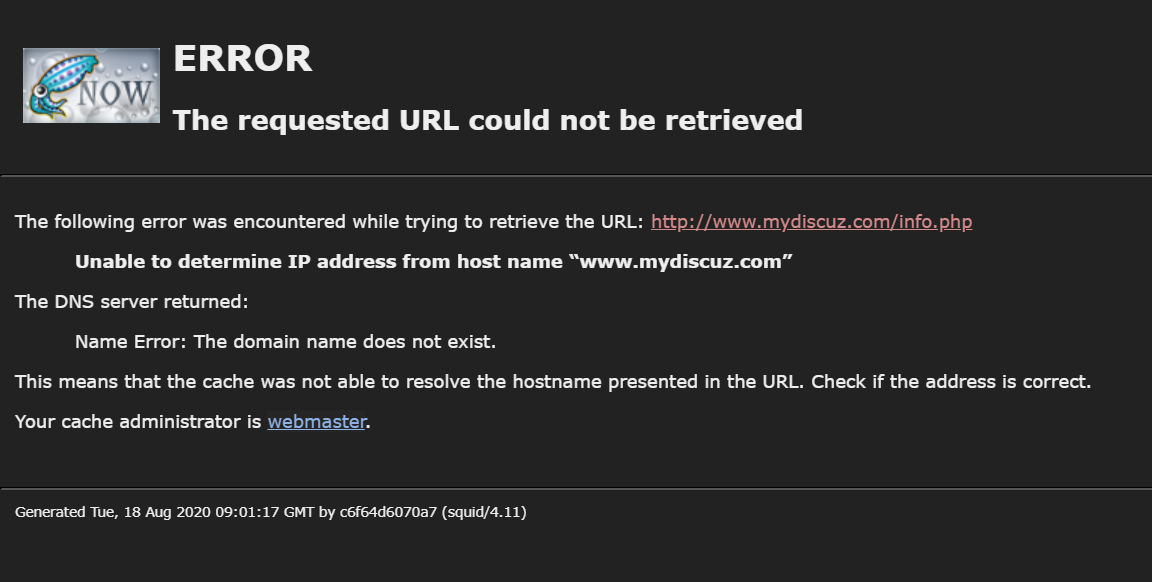 NOW
ERROR
The requested URL could not be retrieved
The following error was encountered while trying to retrieve the URL: http://www.mydiscuz.com/info.php
Unable to determine IP address from host name “www.mydiscuz.com”
The DNS server returned:
Name Error: The domain name does not exist.
This means that the cache was not able to resolve the hostname presented in the URL. Check if the address is correct.
Your cache administrator is webmaster.
Generated Tue, 18 Aug 2020 09:01:17 GMT by c6f64d6070a7 (squid/4.11)